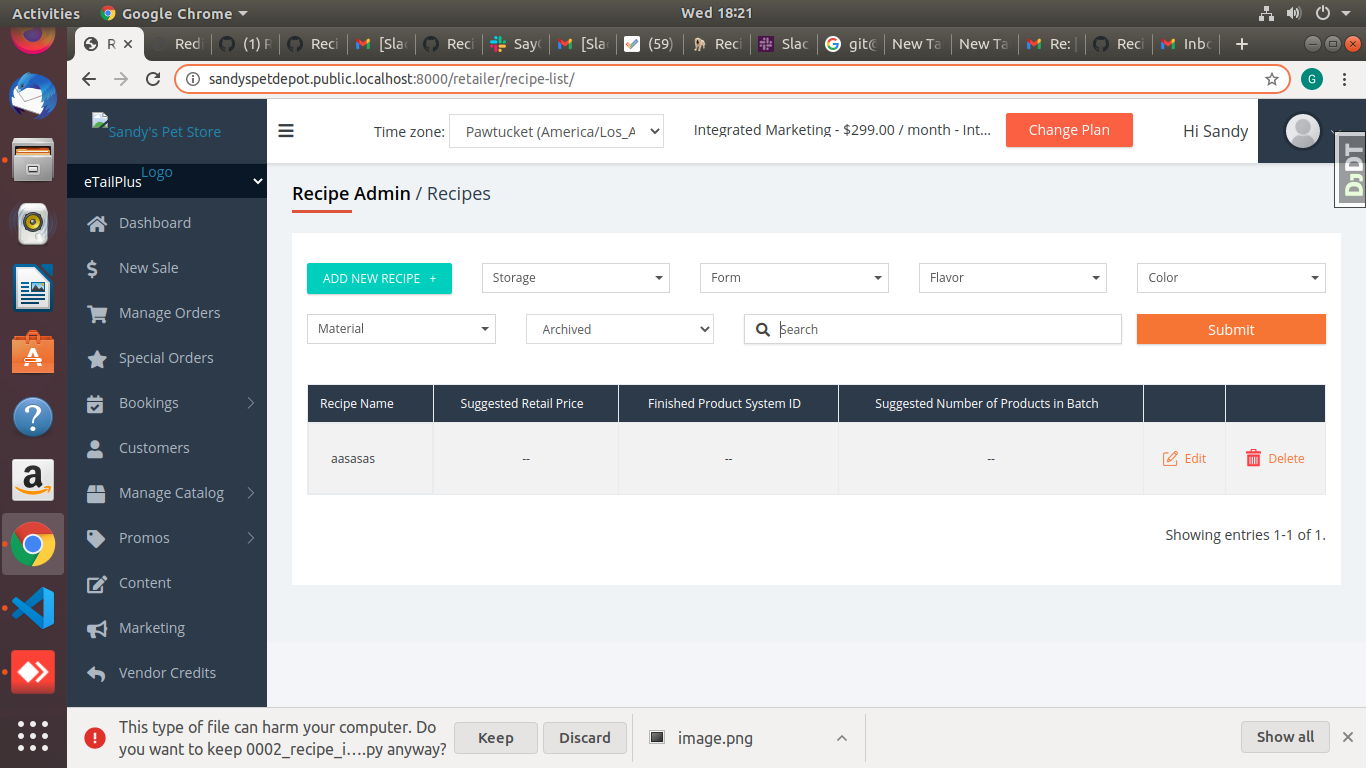 Activities Google Chrome Wed 18:21
R Redi (1) R Reci [Slac Reci Say( [Sla (59) Reci Slac git@ New Ta New Ta Re: Reci Inbo
sandyspetdepot.public.localhost:8000/retailer/recipe-list/ G
Sandy's Pet Store
Logo
Time zone: Pawtucket (America/Los_A
Integrated Marketing - $299.00 / month - Int...
Change Plan
Hi Sandy
DJDT
eTailPlus
Dashboard
New Sale
Manage Orders
Special Orders
Bookings
Customers
Manage Catalog
Promos
Content
Marketing
Vendor Credits
Recipe Admin / Recipes
ADD NEW RECIPE + Storage Form Flavor Color
Material Archived Search Submit
Recipe Name Suggested Retail Price Finished Product System ID Suggested Number of Products in Batch
aasasas -- -- -- Edit Delete
Showing entries 1-1 of 1.
This type of file can harm your computer. Do
you want to keep 0002_recipe_i….py anyway?
Keep Discard image.png Show all